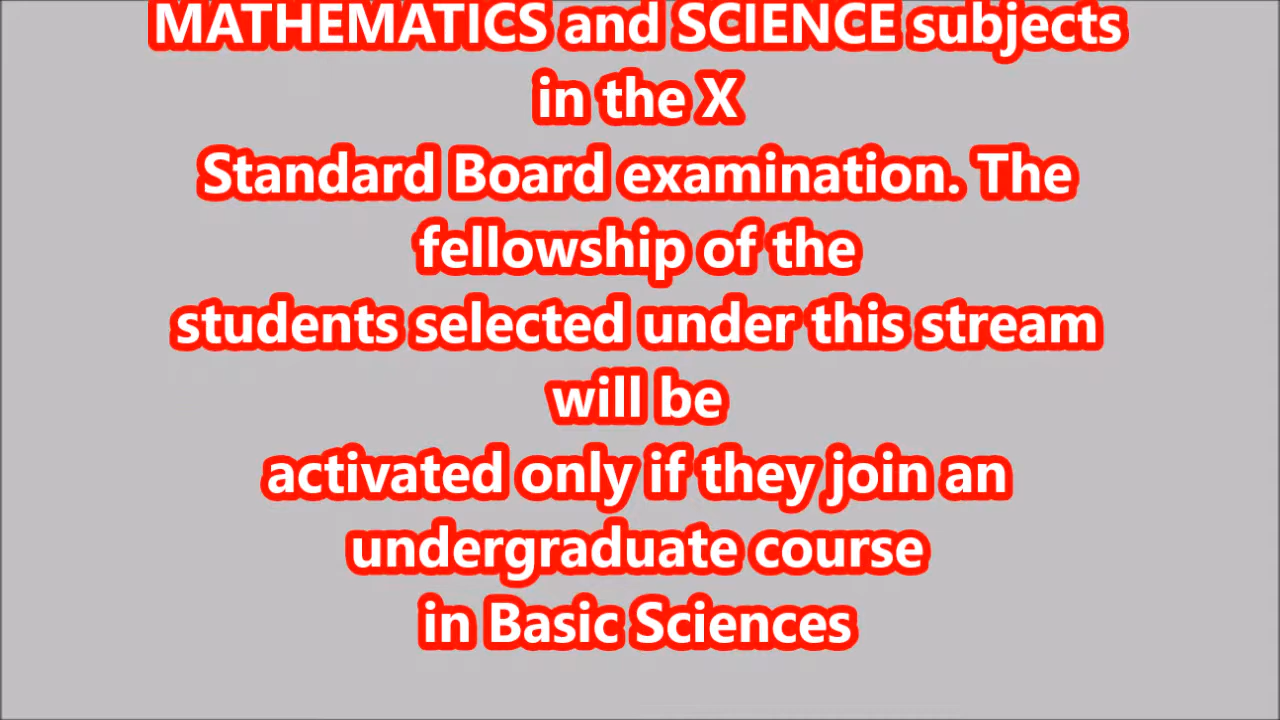 MATHEMATICS and SCIENCE subjects
in the X
Standard Board examination. The
fellowship of the
students selected under this stream
will be
activated only if they join an
undergraduate course
in Basic Sciences